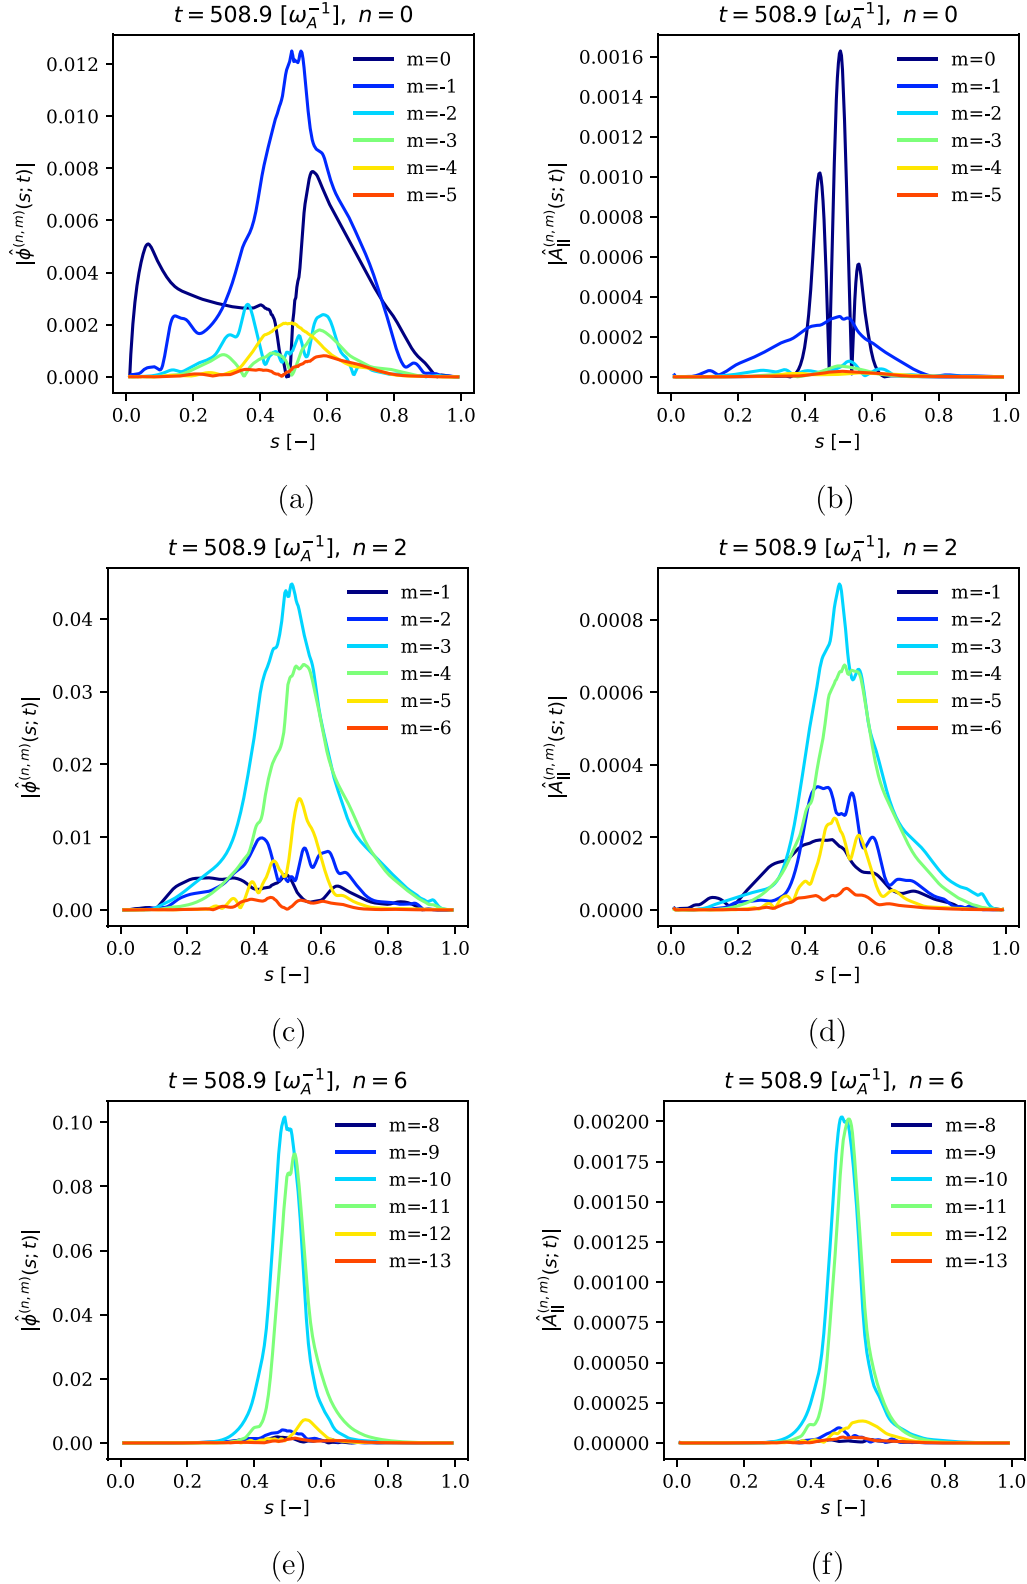 t = 508.9 [ω_A^{-1}], n = 0
|ϕ̂^{(n,m)}(s; t)|
0.012
0.010
0.008
0.006
0.004
0.002
0.000
m=0
m=-1
m=-2
m=-3
m=-4
m=-5
0.0 0.2 0.4 0.6 0.8 1.0
s [−]
(a)
t = 508.9 [ω_A^{-1}], n = 0
|Â_∥^{(n,m)}(s; t)|
0.0016
0.0014
0.0012
0.0010
0.0008
0.0006
0.0004
0.0002
0.0000
m=0
m=-1
m=-2
m=-3
m=-4
m=-5
0.0 0.2 0.4 0.6 0.8 1.0
s [−]
(b)
t = 508.9 [ω_A^{-1}], n = 2
|ϕ̂^{(n,m)}(s; t)|
0.04
0.03
0.02
0.01
0.00
m=-1
m=-2
m=-3
m=-4
m=-5
m=-6
0.0 0.2 0.4 0.6 0.8 1.0
s [−]
(c)
t = 508.9 [ω_A^{-1}], n = 2
|Â_∥^{(n,m)}(s; t)|
0.0008
0.0006
0.0004
0.0002
0.0000
m=-1
m=-2
m=-3
m=-4
m=-5
m=-6
0.0 0.2 0.4 0.6 0.8 1.0
s [−]
(d)
t = 508.9 [ω_A^{-1}], n = 6
|ϕ̂^{(n,m)}(s; t)|
0.10
0.08
0.06
0.04
0.02
0.00
m=-8
m=-9
m=-10
m=-11
m=-12
m=-13
0.0 0.2 0.4 0.6 0.8 1.0
s [−]
(e)
t = 508.9 [ω_A^{-1}], n = 6
|Â_∥^{(n,m)}(s; t)|
0.00200
0.00175
0.00150
0.00125
0.00100
0.00075
0.00050
0.00025
0.00000
m=-8
m=-9
m=-10
m=-11
m=-12
m=-13
0.0 0.2 0.4 0.6 0.8 1.0
s [−]
(f)